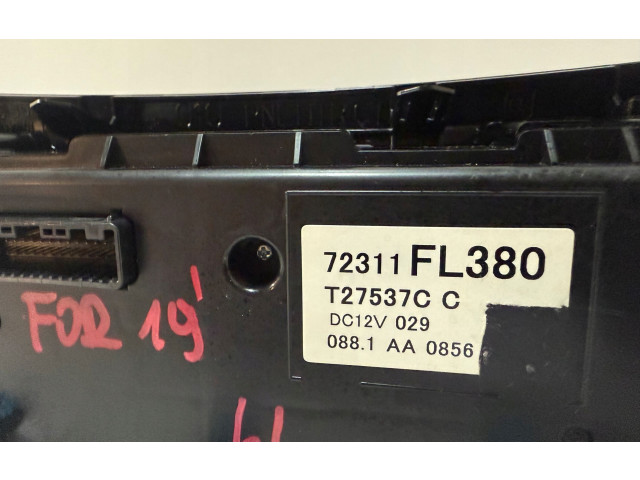 72311 FL380
T27537C C
DC12V 029
088.1 AA 0856
FOR 19'